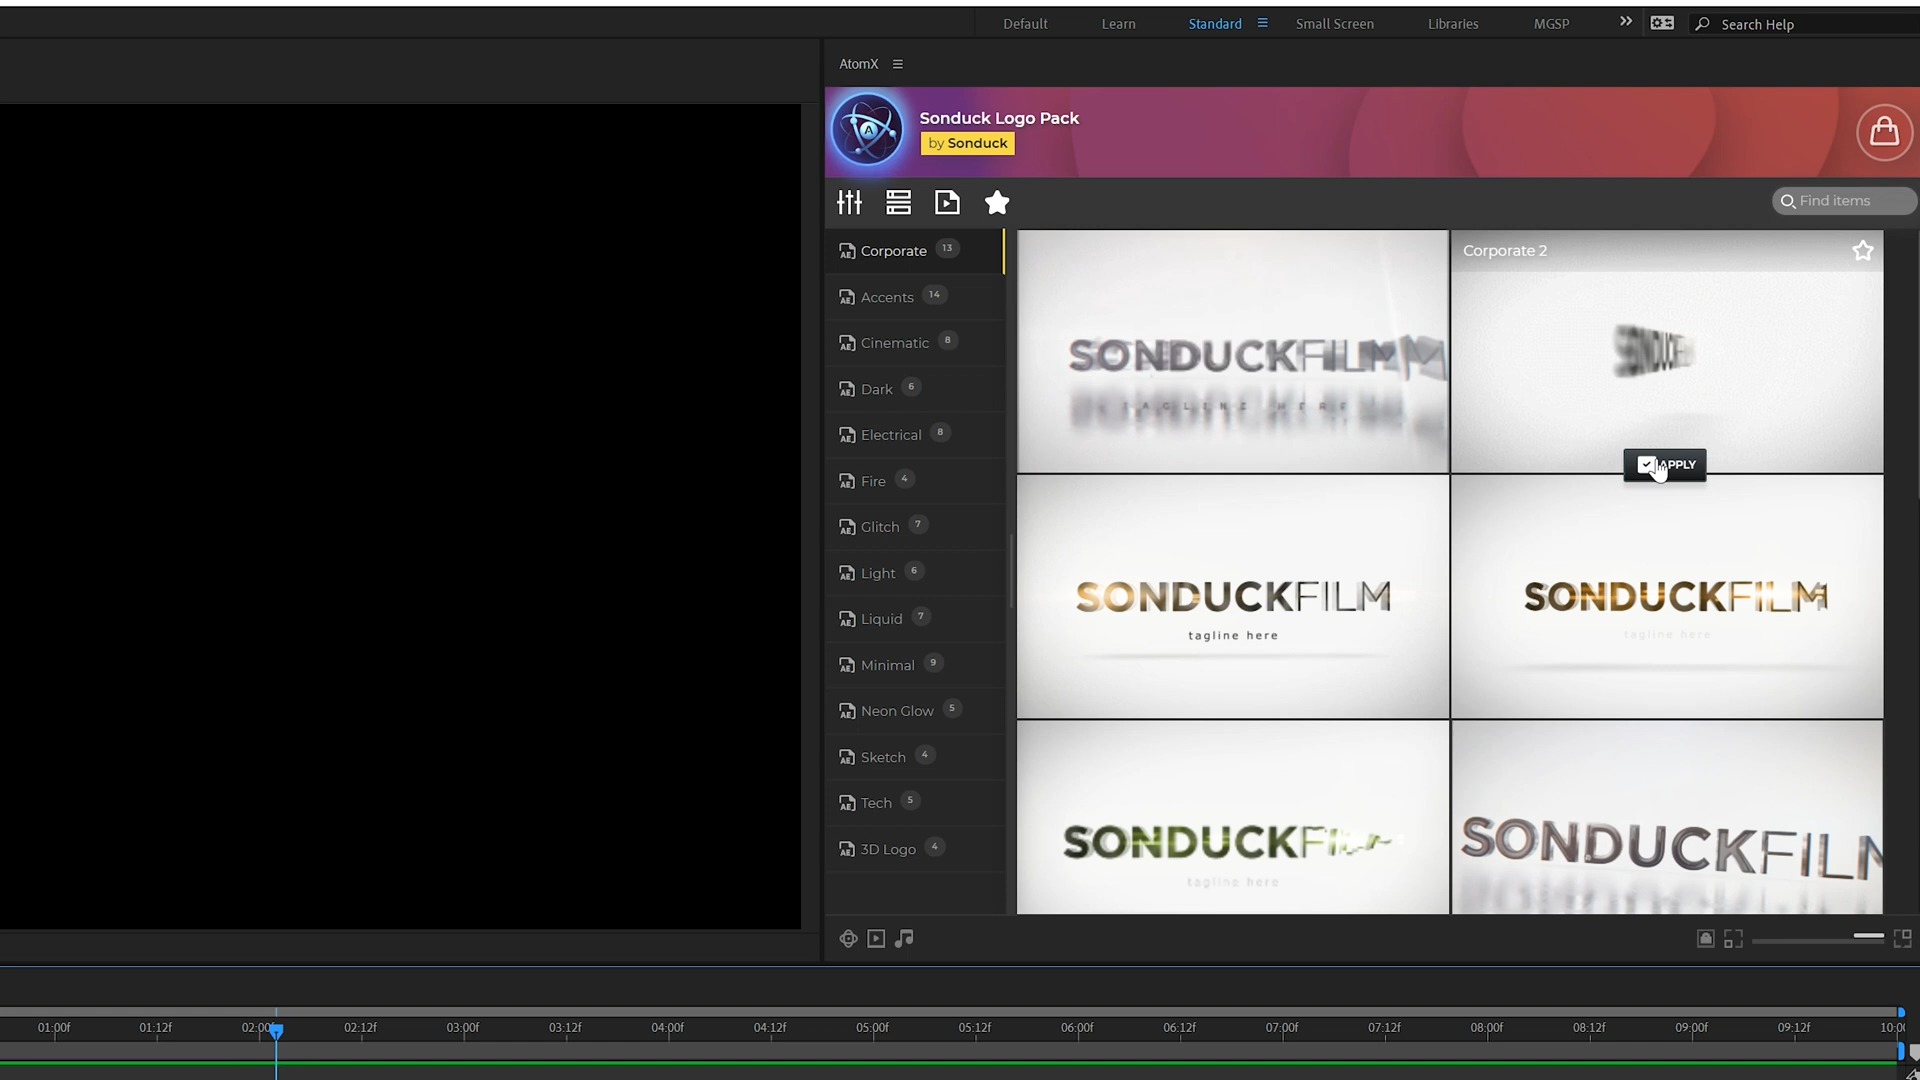 Default Learn Standard Small Screen Libraries MGSP Search Help
AtomX
Sonduck Logo Pack
by Sonduck
Find items
Corporate 13
Accents 14
Cinematic 8
Dark 6
Electrical 8
Fire 4
Glitch 7
Light 6
Liquid 7
Minimal 9
Neon Glow 5
Sketch 4
Tech 5
3D Logo 4
SONDUCKFILM
TAGLINE HERE
Corporate 2
APPLY
SONDUCKFILM
tagline here
SONDUCKFILM
tagline here
SONDUCKFILM
tagline here
SONDUCKFILM
01:00f 01:12f 02:00f 02:12f 03:00f 03:12f 04:00f 04:12f 05:00f 05:12f 06:00f 06:12f 07:00f 07:12f 08:00f 08:12f 09:00f 09:12f 10:00